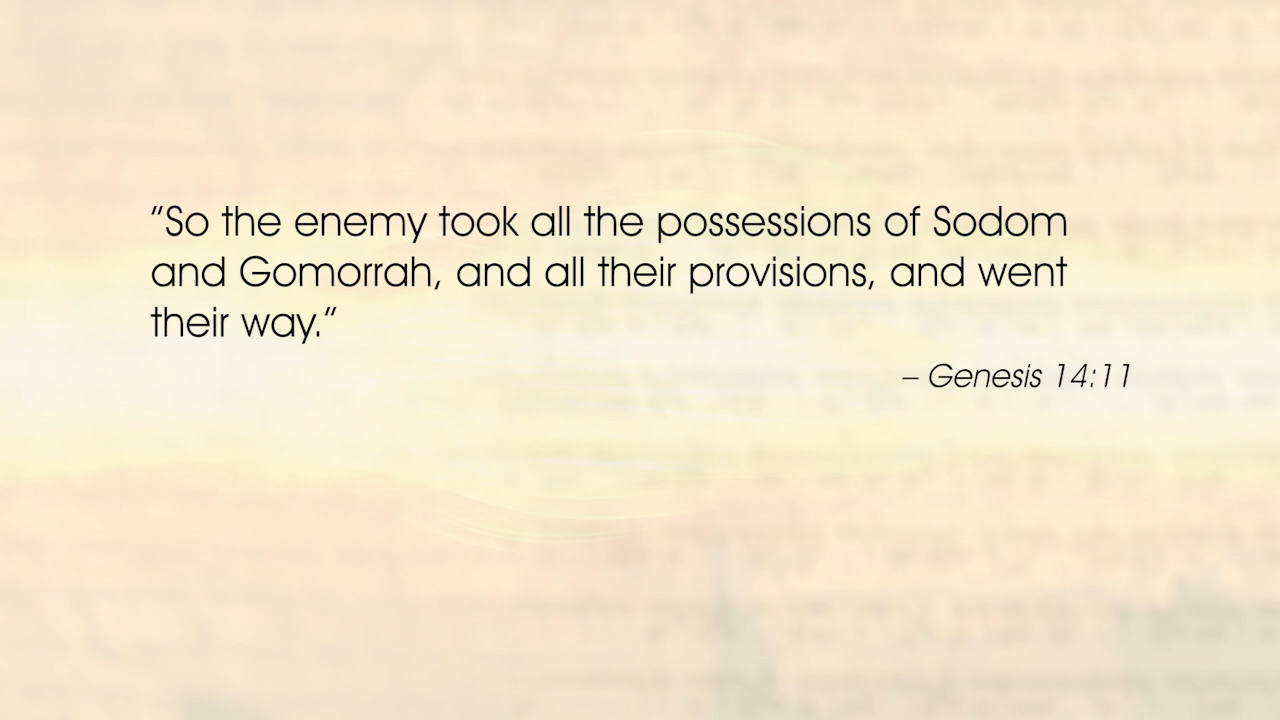 “So the enemy took all the possessions of Sodom
and Gomorrah, and all their provisions, and went
their way.”
– Genesis 14:11